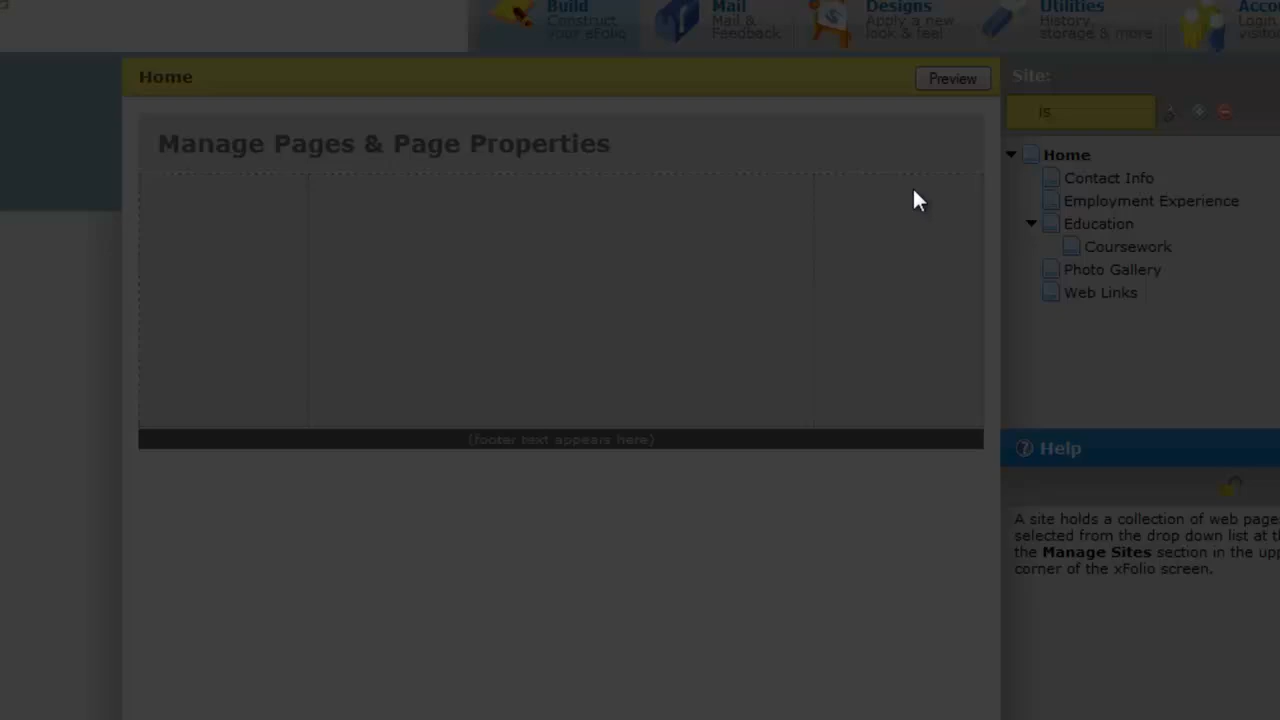 Build
Construct
your eFolio
Mail
Mail &
Feedback
Designs
Apply a new
look & feel
Utilities
History,
storage & more
Login
Home
Preview
Site:
is
Manage Pages & Page Properties
Home
Contact Info
Employment Experience
Education
Coursework
Photo Gallery
Web Links
(footer text appears here)
Help
A site holds a collection of web page
selected from the drop down list at
the Manage Sites section in the
corner of the xFolio screen.